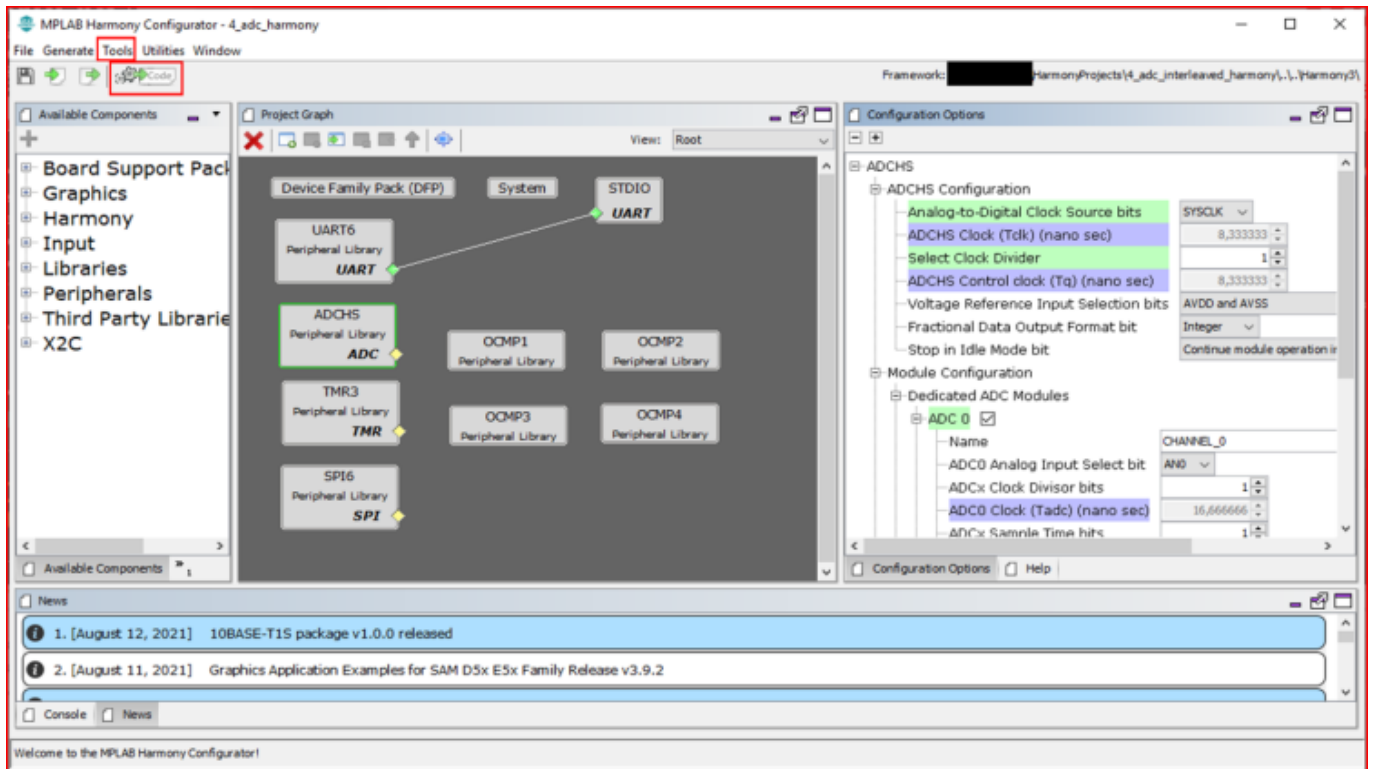 MPLAB Harmony Configurator - 4_adc_harmony
File Generate Tools Utilities Window
Code
Framework: HarmonyProjects\4_adc_interleaved_harmony\..\..\Harmony3\
Available Components
Board Support Pack
Graphics
Harmony
Input
Libraries
Peripherals
Third Party Librarie
X2C
Available Components
1
Project Graph
View: Root
Device Family Pack (DFP)
System
STDIO
UART
UART6
Peripheral Library
UART
ADCHS
Peripheral Library
ADC
OCMP1
Peripheral Library
OCMP2
Peripheral Library
TMR3
Peripheral Library
TMR
OCMP3
Peripheral Library
OCMP4
Peripheral Library
SPI6
Peripheral Library
SPI
Configuration Options
ADCHS
ADCHS Configuration
Analog-to-Digital Clock Source bits SYSCLK
ADCHS Clock (Tclk) (nano sec) 8,333333
Select Clock Divider 1
ADCHS Control clock (Tq) (nano sec) 8,333333
Voltage Reference Input Selection bits AVDD and AVSS
Fractional Data Output Format bit Integer
Stop in Idle Mode bit Continue module operation in
Module Configuration
Dedicated ADC Modules
ADC 0
Name CHANNEL_0
ADC0 Analog Input Select bit AN0
ADCx Clock Divisor bits 1
ADC0 Clock (Tadc) (nano sec) 16,666666
ADCx Sample Time bits 1
Configuration Options Help
News
1. [August 12, 2021] 10BASE-T1S package v1.0.0 released
2. [August 11, 2021] Graphics Application Examples for SAM D5x E5x Family Release v3.9.2
Console News
Welcome to the MPLAB Harmony Configurator!